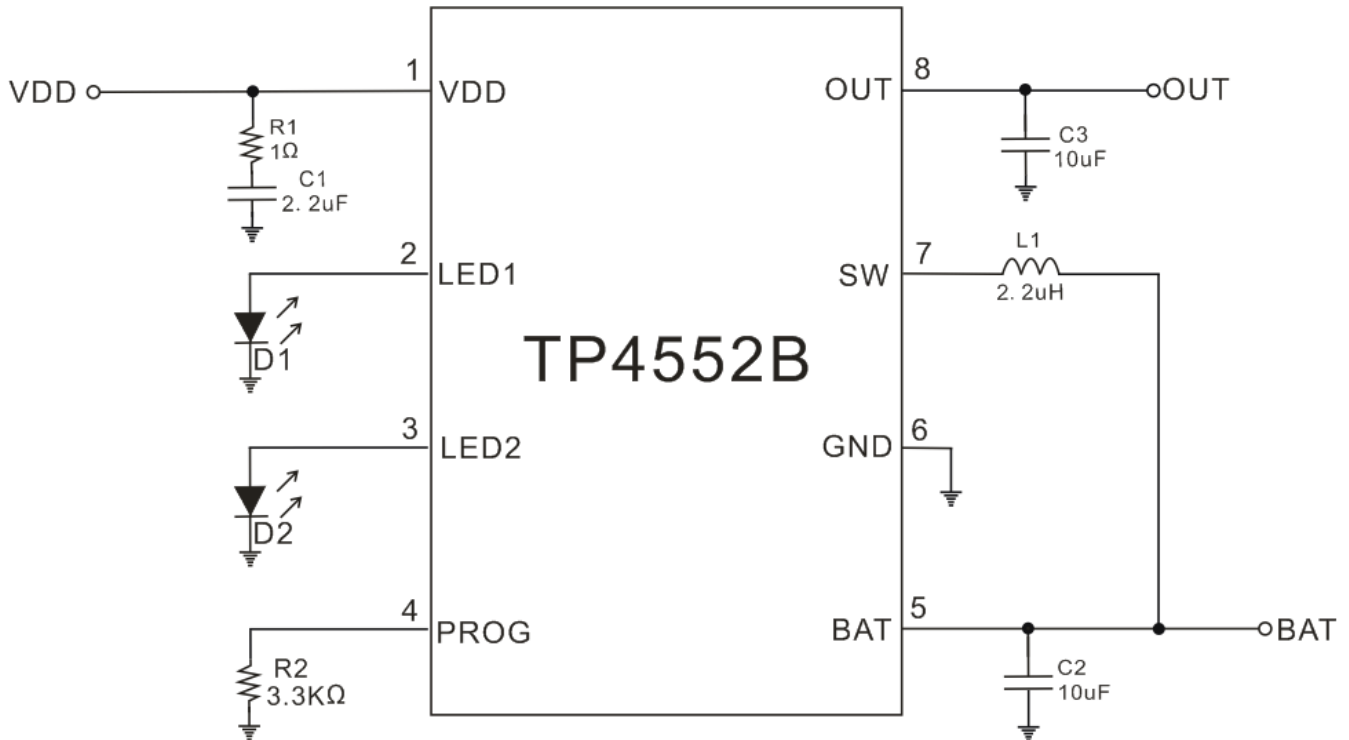 VDD
1
VDD
R1
1Ω
C1
2. 2uF
2
LED1
D1
3
LED2
D2
4
PROG
R2
3.3KΩ
TP4552B
8
OUT
OUT
C3
10uF
7
SW
L1
2. 2uH
6
GND
5
BAT
BAT
C2
10uF